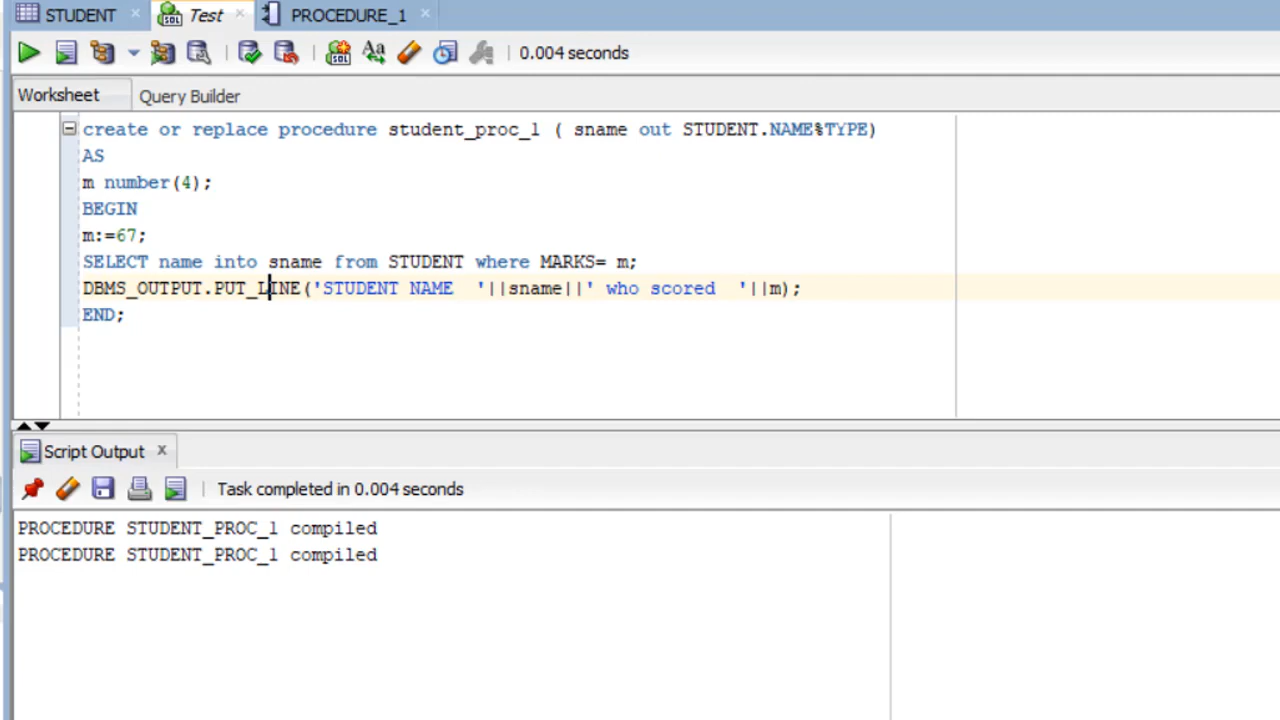 STUDENT Test PROCEDURE_1
0.004 seconds
Worksheet Query Builder
create or replace procedure student_proc_1 ( sname out STUDENT.NAME%TYPE)
AS
m number(4);
BEGIN
m:=67;
SELECT name into sname from STUDENT where MARKS= m;
DBMS_OUTPUT.PUT_LINE('STUDENT NAME  '||sname||' who scored  '||m);
END;
Script Output
Task completed in 0.004 seconds
PROCEDURE STUDENT_PROC_1 compiled
PROCEDURE STUDENT_PROC_1 compiled